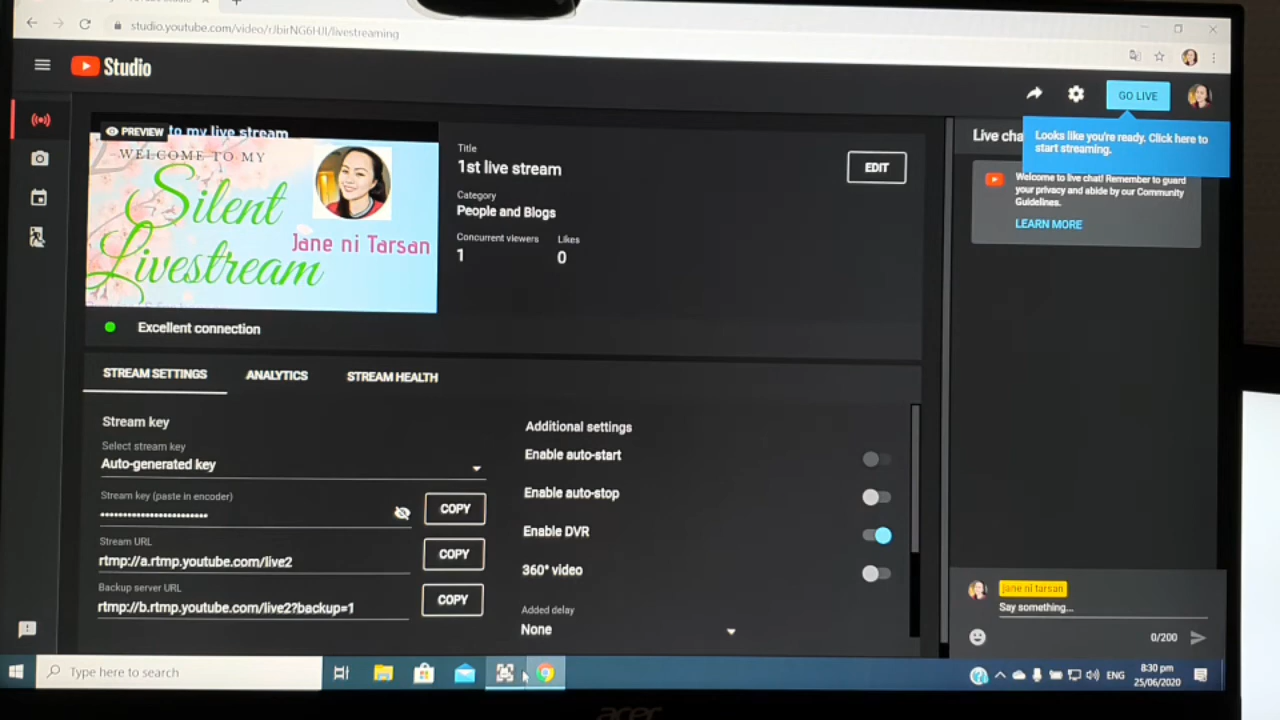 studio.youtube.com/video/rJbirNG6HJI/livestreaming
Studio
GO LIVE
Looks like you're ready. Click here to
start streaming.
PREVIEW
to my live stream
WELCOME TO MY
Silent
Livestream
Jane ni Tarsan
Title
1st live stream
EDIT
Category
People and Blogs
Concurrent viewers
Likes
1
0
Excellent connection
Live cha
Welcome to live chat! Remember to guard
your privacy and abide by our Community
Guidelines.
LEARN MORE
STREAM SETTINGS
ANALYTICS
STREAM HEALTH
Stream key
Select stream key
Auto-generated key
Stream key (paste in encoder)
COPY
Stream URL
rtmp://a.rtmp.youtube.com/live2
COPY
Backup server URL
rtmp://b.rtmp.youtube.com/live2?backup=1
COPY
Additional settings
Enable auto-start
Enable auto-stop
Enable DVR
360° video
Added delay
None
jane ni tarsan
Say something...
0/200
Type here to search
ENG
8:30 pm
25/06/2020
acer